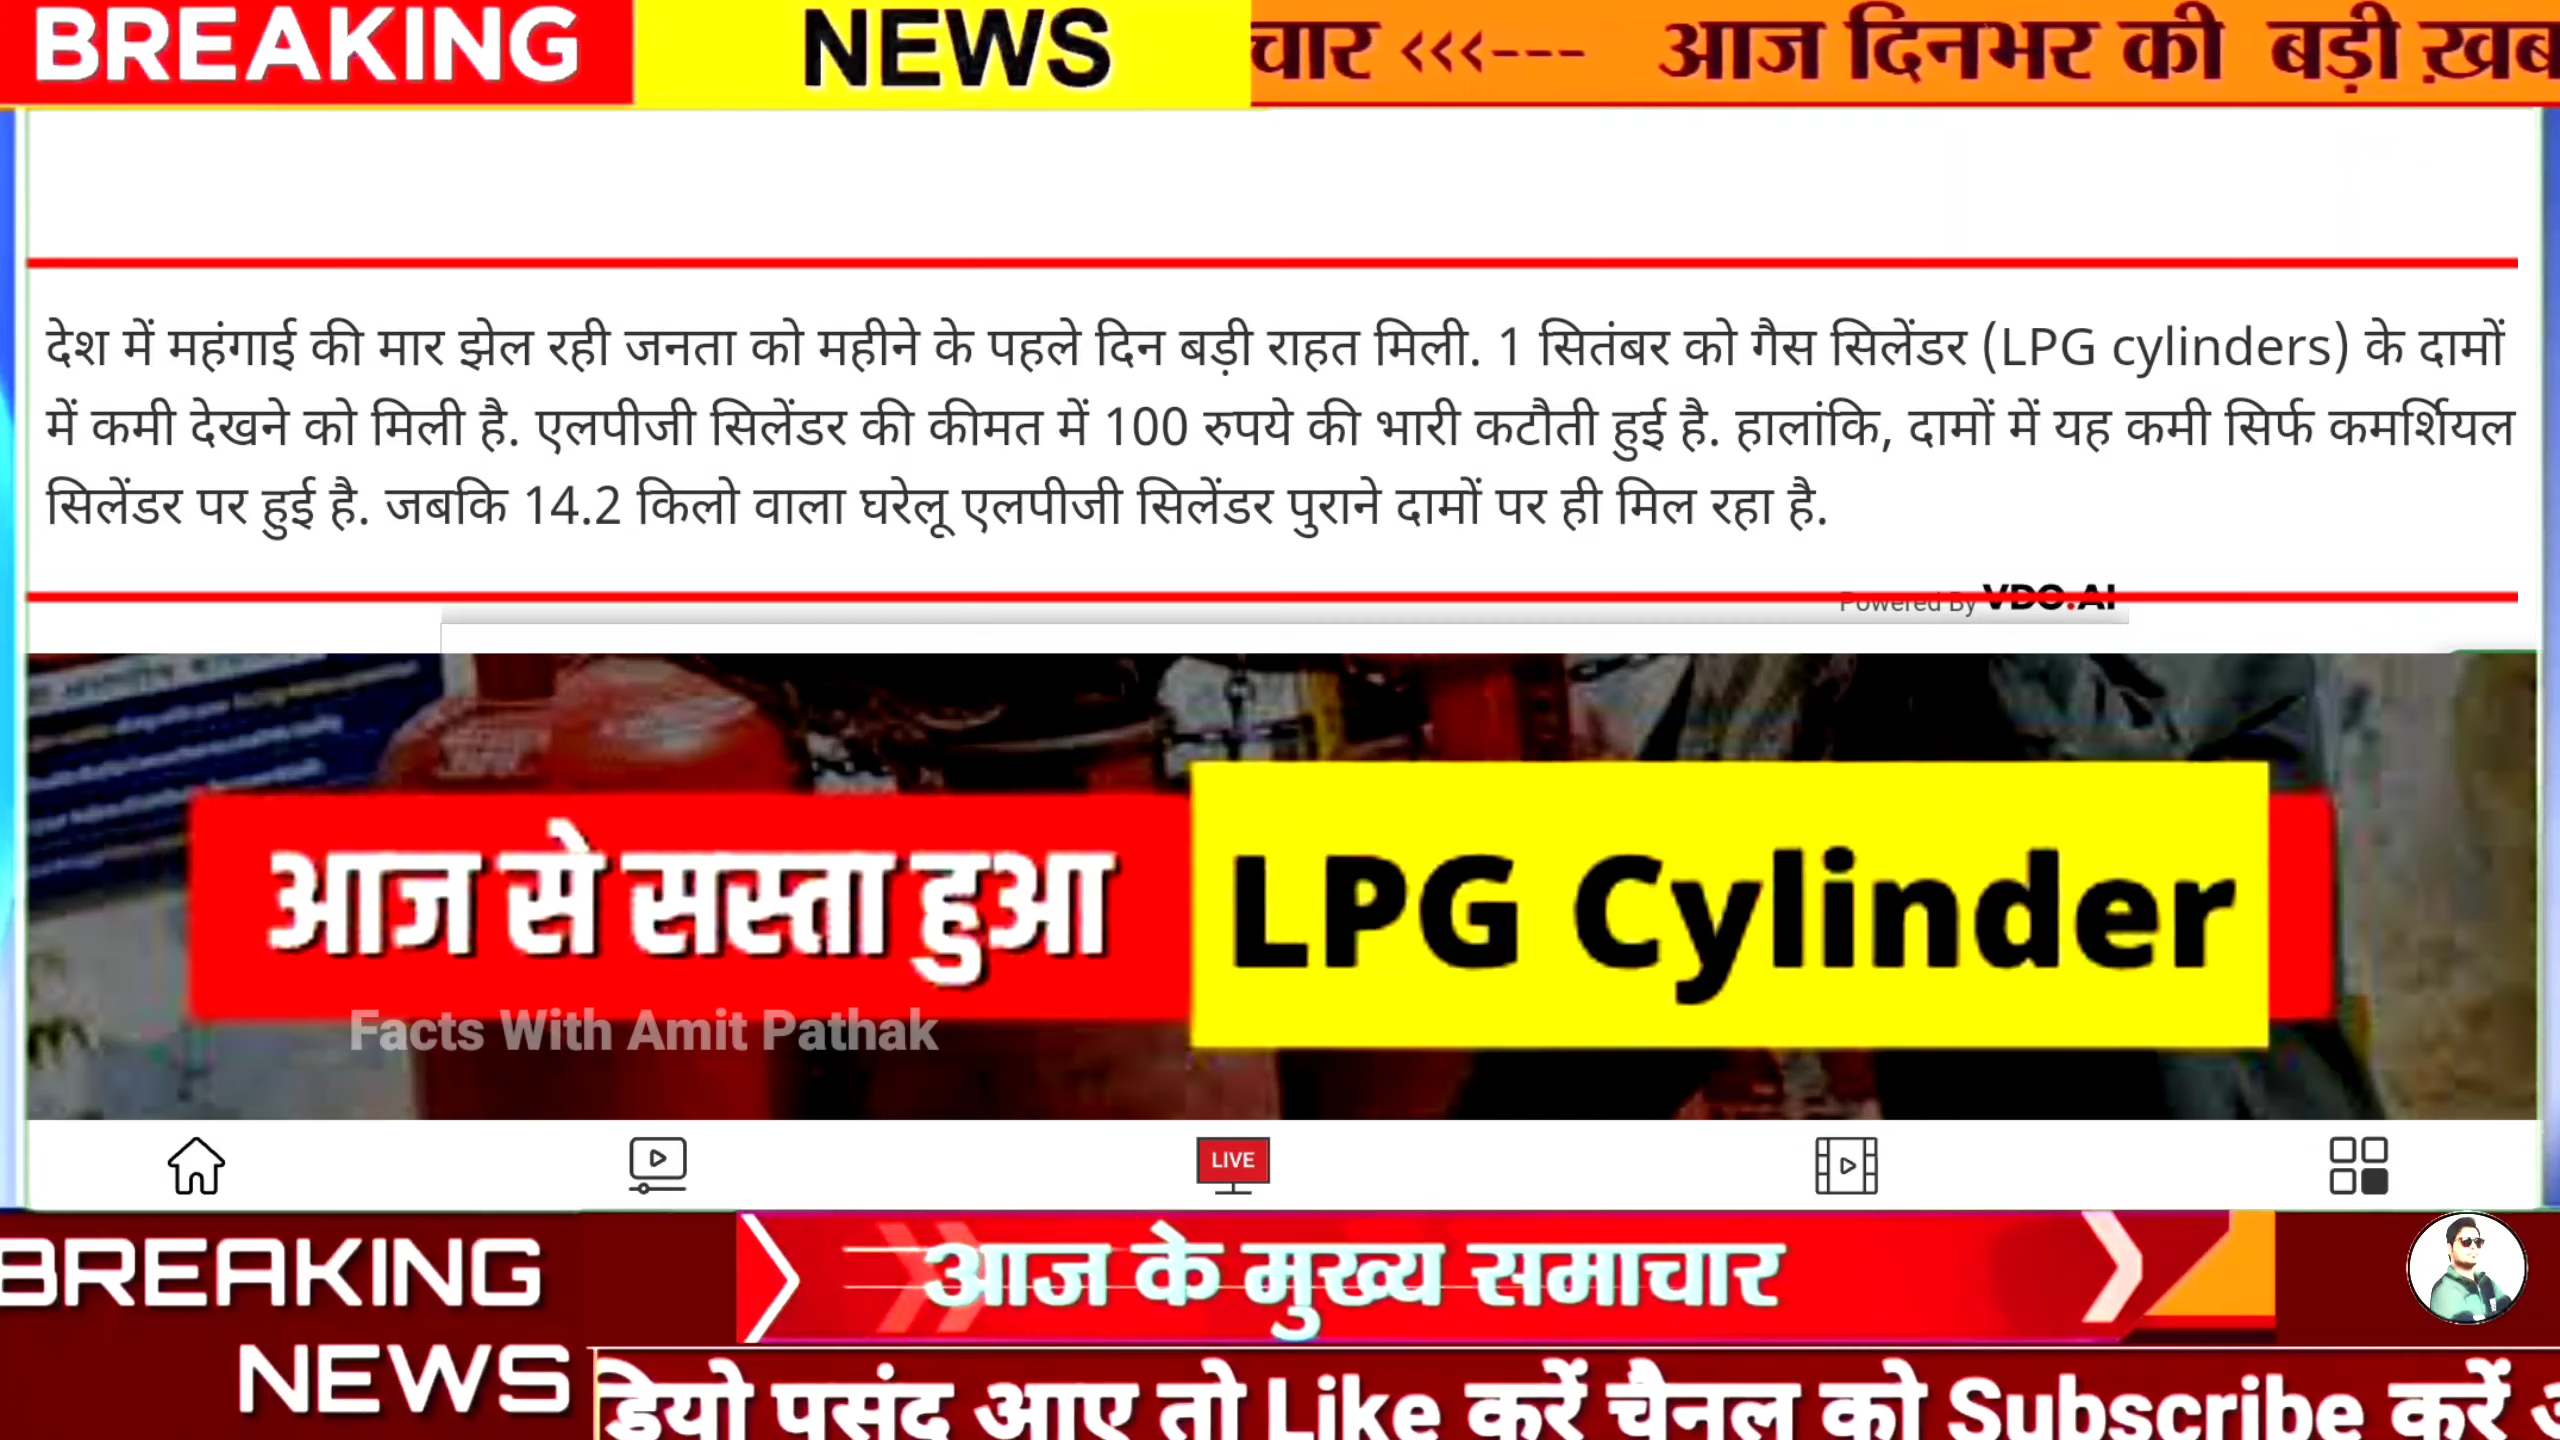 BREAKING NEWS चार <<<--- आज दिनभर की बड़ी ख़ब
देश में महंगाई की मार झेल रही जनता को महीने के पहले दिन बड़ी राहत मिली. 1 सितंबर को गैस सिलेंडर (LPG cylinders) के दामों
में कमी देखने को मिली है. एलपीजी सिलेंडर की कीमत में 100 रुपये की भारी कटौती हुई है. हालांकि, दामों में यह कमी सिर्फ कमर्शियल
सिलेंडर पर हुई है. जबकि 14.2 किलो वाला घरेलू एलपीजी सिलेंडर पुराने दामों पर ही मिल रहा है.
Powered By VDO.AI
आज से सस्ता हुआ LPG Cylinder
Facts With Amit Pathak
LIVE
BREAKING
NEWS
आज के मुख्य समाचार
डियो पसंद आए तो Like करें चैनल को Subscribe करें